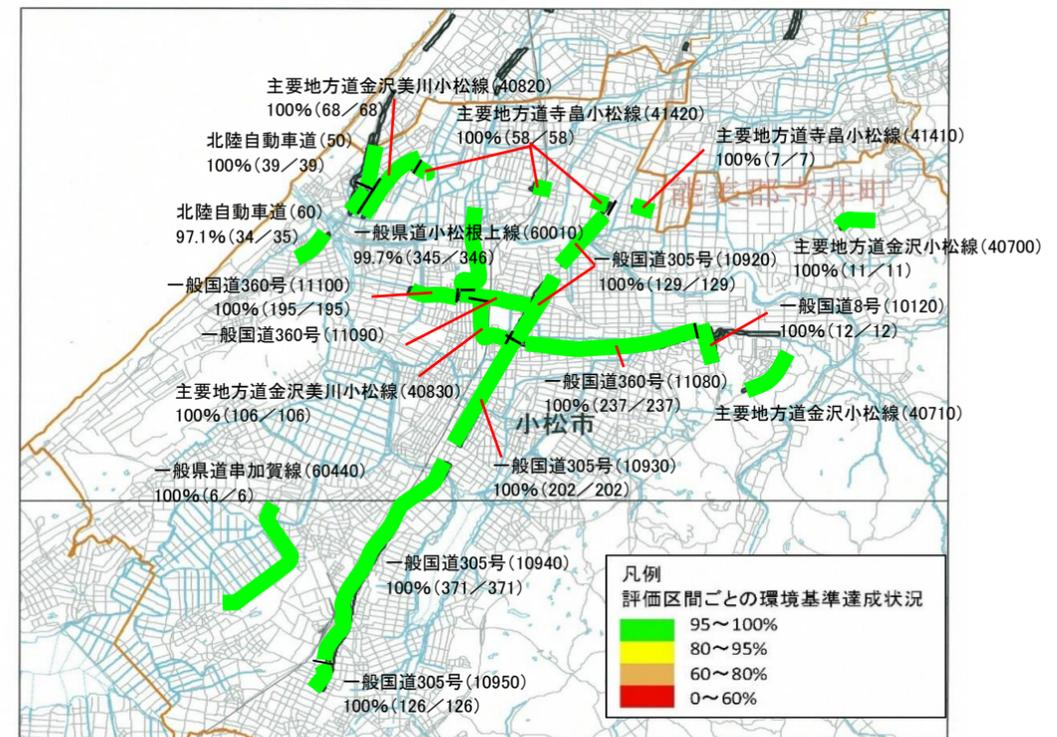 主要地方道金沢美川小松線(40820)
100%(68／68)
主要地方道寺畠小松線(41420)
100%(58／58)
主要地方道寺畠小松線(41410)
100%(7／7)
北陸自動車道(50)
100%(39／39)
能美郡寺井町
北陸自動車道(60)
97.1%(34／35)
一般県道小松根上線(60010)
99.7%(345／346)
主要地方道金沢小松線(40700)
100%(11／11)
一般国道305号(10920)
100%(129／129)
一般国道360号(11100)
100%(195／195)
一般国道8号(10120)
100%(12／12)
一般国道360号(11090)
主要地方道金沢美川小松線(40830)
100%(106／106)
一般国道360号(11080)
100%(237／237)
主要地方道金沢小松線(40710)
小松市
一般国道305号(10930)
100%(202／202)
一般県道串加賀線(60440)
100%(6／6)
一般国道305号(10940)
100%(371／371)
一般国道305号(10950)
100%(126／126)
凡例
評価区間ごとの環境基準達成状況
95～100%
80～95%
60～80%
0～60%